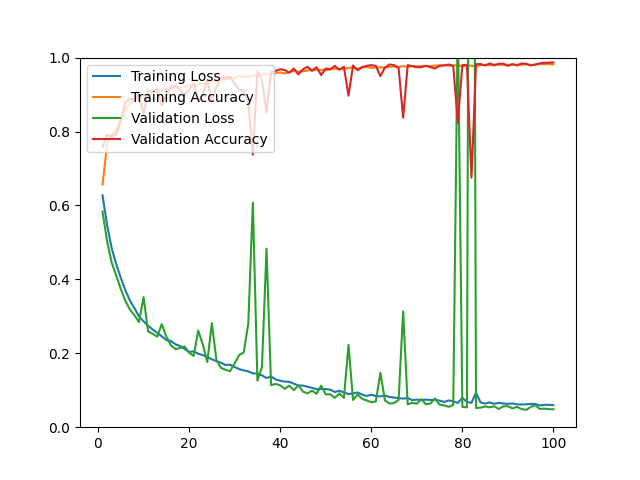 1.0
0.8
0.6
0.4
0.2
0.0
Training Loss
Training Accuracy
Validation Loss
Validation Accuracy
0 20 40 60 80 100